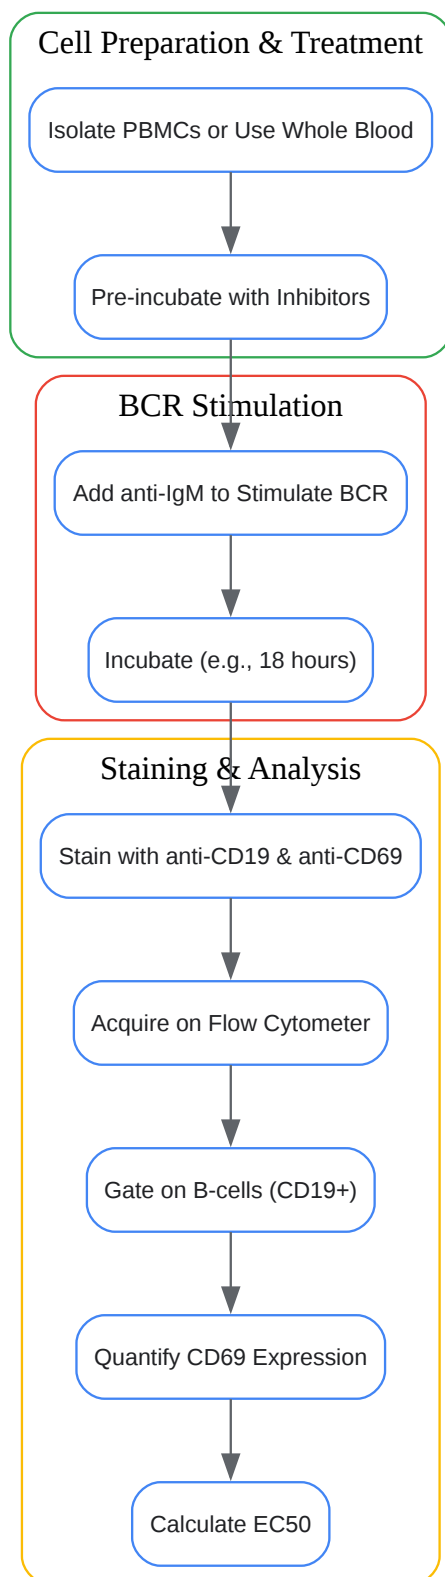 Cell Preparation & Treatment
Isolate PBMCs or Use Whole Blood
Pre-incubate with Inhibitors
BCR Stimulation
Add anti-IgM to Stimulate BCR
Incubate (e.g., 18 hours)
Staining & Analysis
Stain with anti-CD19 & anti-CD69
Acquire on Flow Cytometer
Gate on B-cells (CD19+)
Quantify CD69 Expression
Calculate EC50